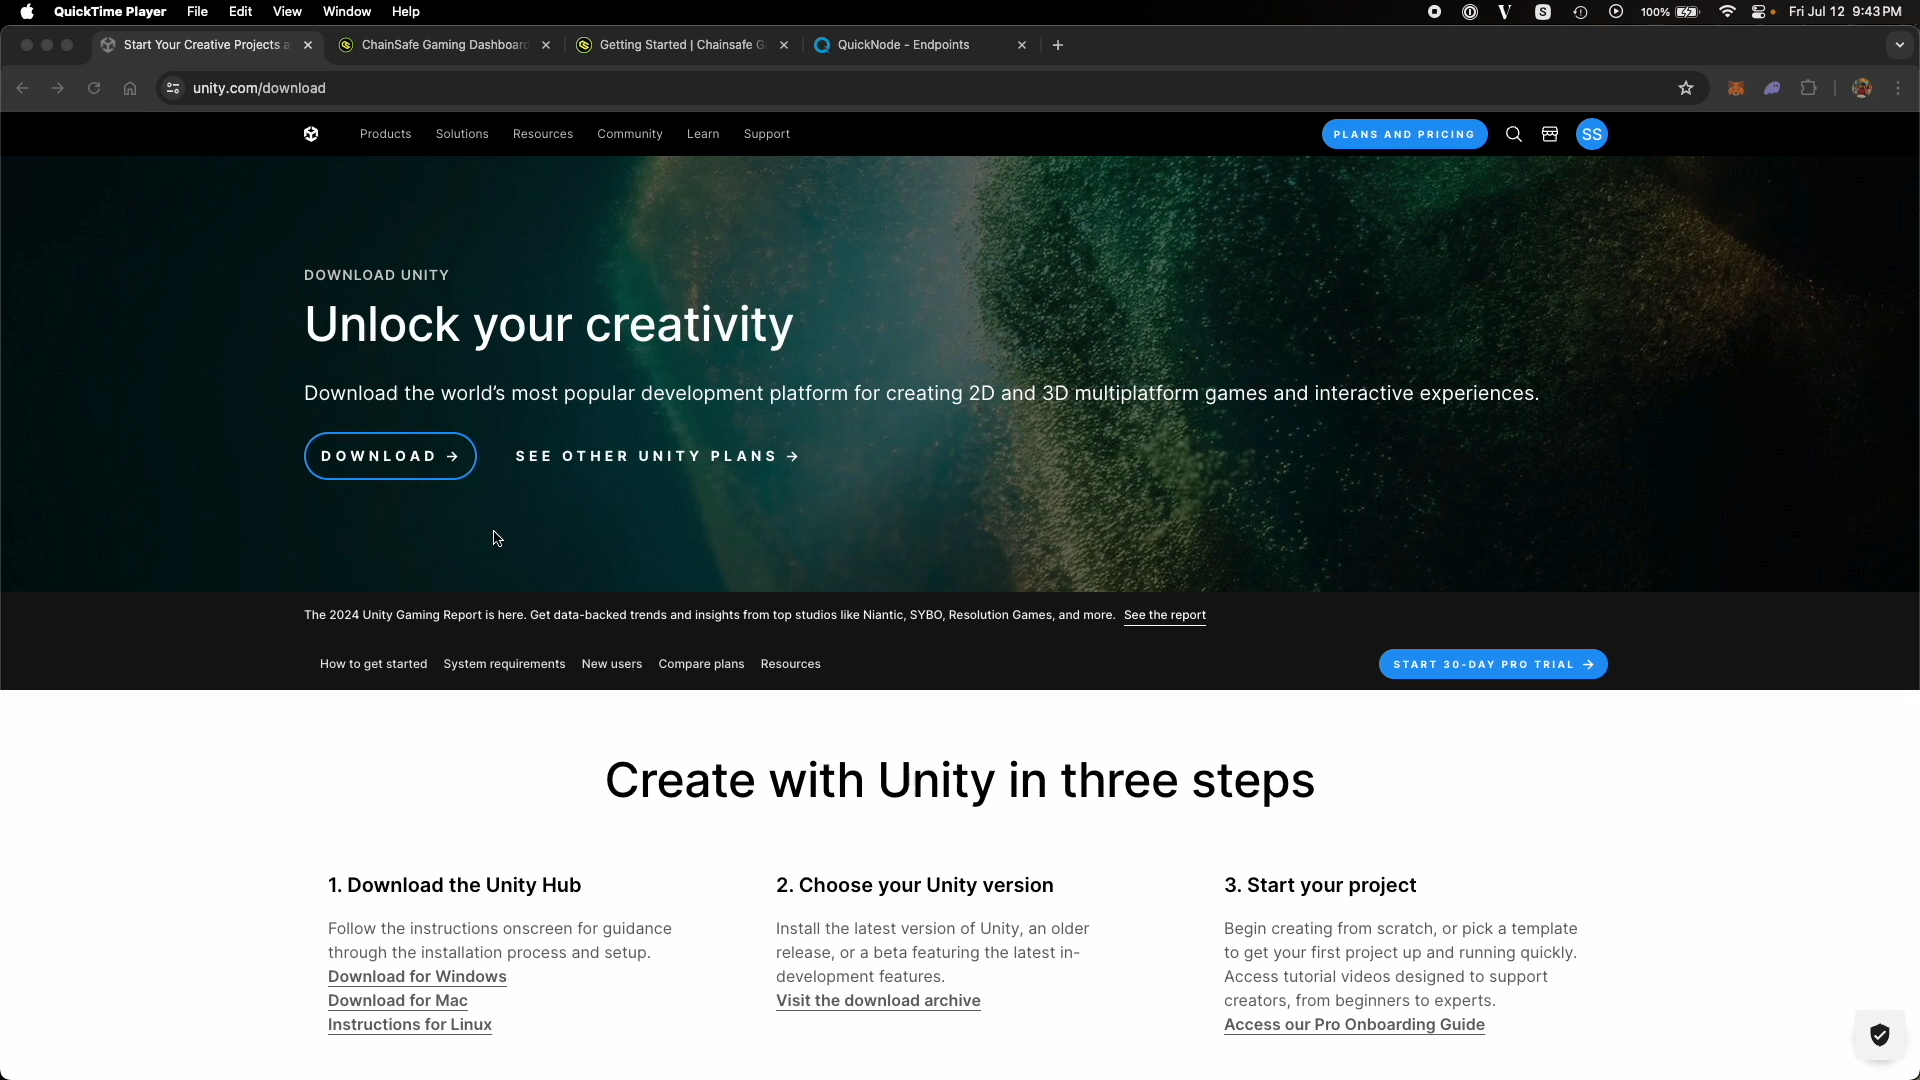 QuickTime Player File Edit View Window Help
V S 100% Fri Jul 12 9:43 PM
Start Your Creative Projects a
ChainSafe Gaming Dashboard
Getting Started | Chainsafe G
QuickNode - Endpoints
unity.com/download
Products Solutions Resources Community Learn Support
PLANS AND PRICING
SS
DOWNLOAD UNITY
Unlock your creativity
Download the world’s most popular development platform for creating 2D and 3D multiplatform games and interactive experiences.
DOWNLOAD → SEE OTHER UNITY PLANS →
The 2024 Unity Gaming Report is here. Get data-backed trends and insights from top studios like Niantic, SYBO, Resolution Games, and more. See the report
How to get started System requirements New users Compare plans Resources
START 30-DAY PRO TRIAL →
Create with Unity in three steps
1. Download the Unity Hub
Follow the instructions onscreen for guidance
through the installation process and setup.
Download for Windows
Download for Mac
Instructions for Linux
2. Choose your Unity version
Install the latest version of Unity, an older
release, or a beta featuring the latest in-
development features.
Visit the download archive
3. Start your project
Begin creating from scratch, or pick a template
to get your first project up and running quickly.
Access tutorial videos designed to support
creators, from beginners to experts.
Access our Pro Onboarding Guide